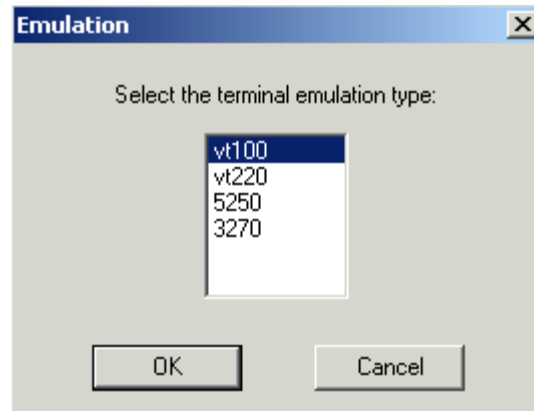 Emulation
Select the terminal emulation type:
vt100
vt220
5250
3270
OK Cancel